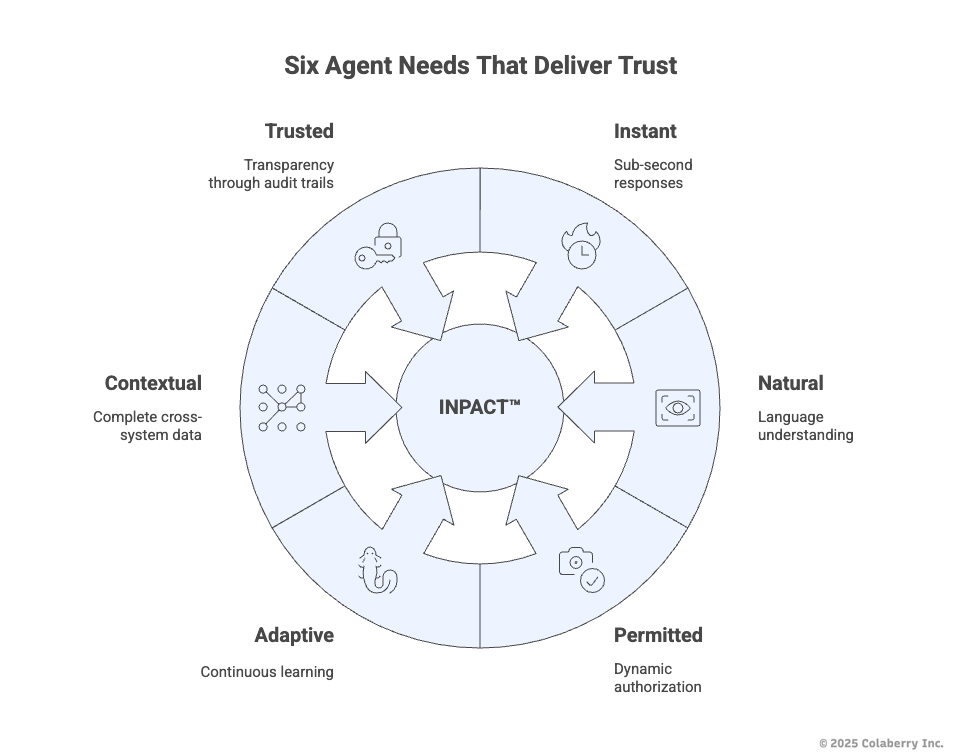 Six Agent Needs That Deliver Trust
Trusted
Transparency
through audit trails
Instant
Sub-second
responses
Contextual
Complete cross-
system data
INPACT™
Natural
Language
understanding
Adaptive
Continuous learning
Permitted
Dynamic
authorization
© 2025 Colaberry Inc.